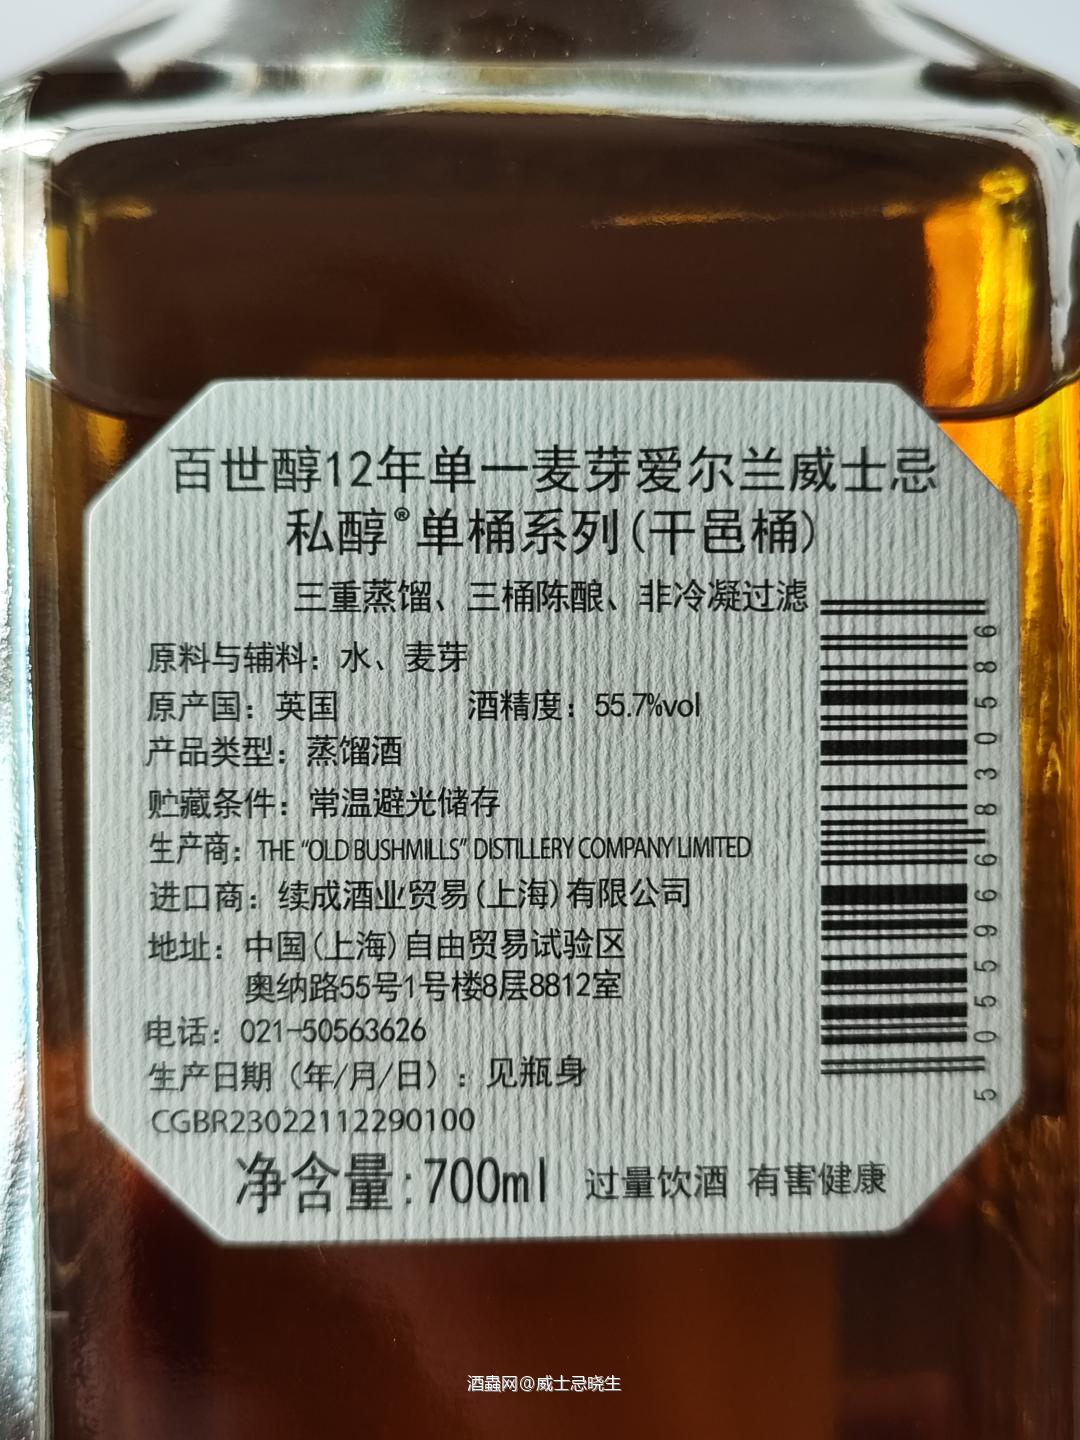 百世醇12年单一麦芽爱尔兰威士忌
私醇®单桶系列(干邑桶)
三重蒸馏、三桶陈酿、非冷凝过滤
原料与辅料：水、麦芽
原产国：英国 酒精度：55.7%vol
产品类型：蒸馏酒
贮藏条件：常温避光储存
生产商：THE “OLD BUSHMILLS” DISTILLERY COMPANY LIMITED
进口商：续成酒业贸易(上海)有限公司
地址：中国(上海)自由贸易试验区
奥纳路55号1号楼8层8812室
电话：021-50563626
生产日期（年/月/日）：见瓶身
CGBR23022112290100
净含量:700ml 过量饮酒 有害健康
5055966830586
酒蟲网@威士忌晓生